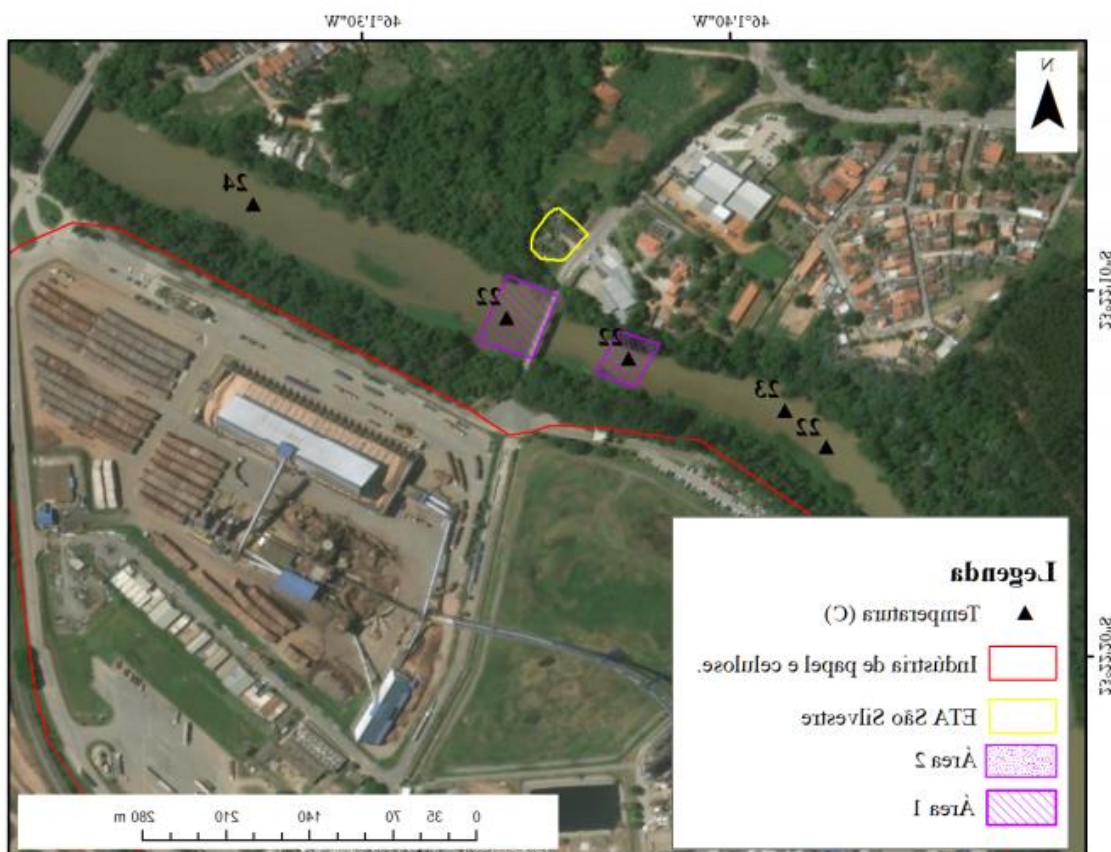 46°1'40"W 46°1'30"W
N
24
23°22'10"S
22
22
23
22
Legenda
Temperatura (C)
Indústria de papel e celulose.
23°22'20"S
ETA São Silvestre
Área 2
Área 1
0 35 70 140 210 280 m